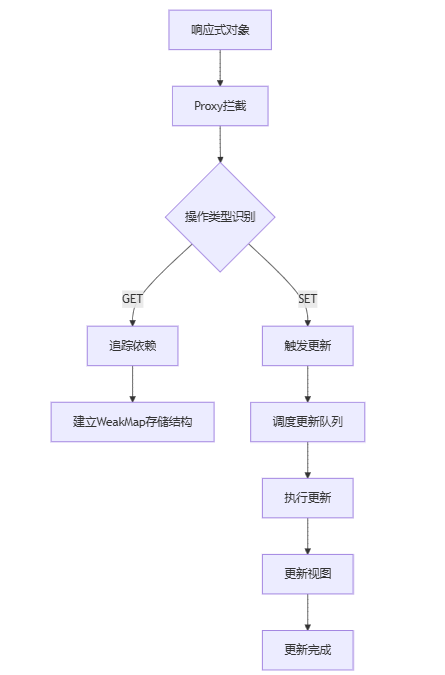 响应式对象
Proxy拦截
操作类型识别
GET
SET
追踪依赖
触发更新
建立WeakMap存储结构
调度更新队列
执行更新
更新视图
更新完成